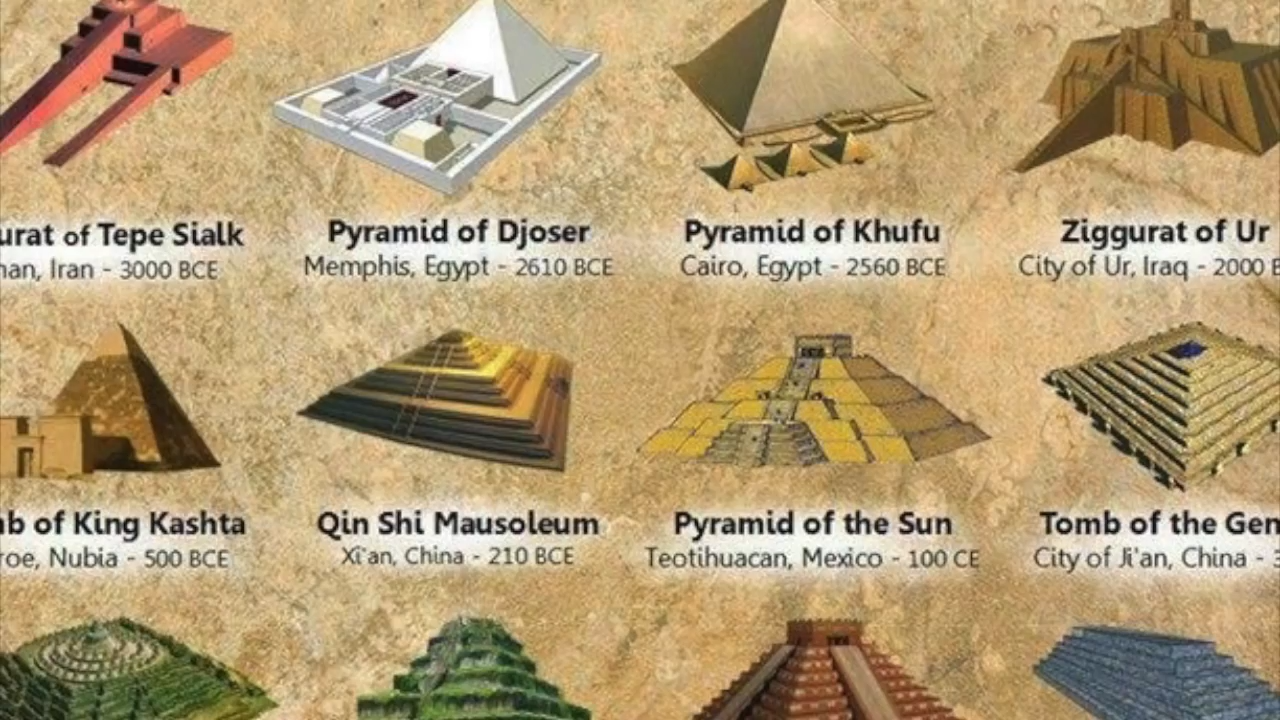 urat of Tepe Sialk
Pyramid of Djoser
Pyramid of Khufu
Ziggurat of Ur
an, Iran - 3000 BCE
Memphis, Egypt - 2610 BCE
Cairo, Egypt - 2560 BCE
City of Ur, Iraq - 2000 B
b of King Kashta
Qin Shi Mausoleum
Pyramid of the Sun
Tomb of the Gen
roe, Nubia - 500 BCE
Xi'an, China - 210 BCE
Teotihuacan, Mexico - 100 CE
City of Ji'an, China - 3